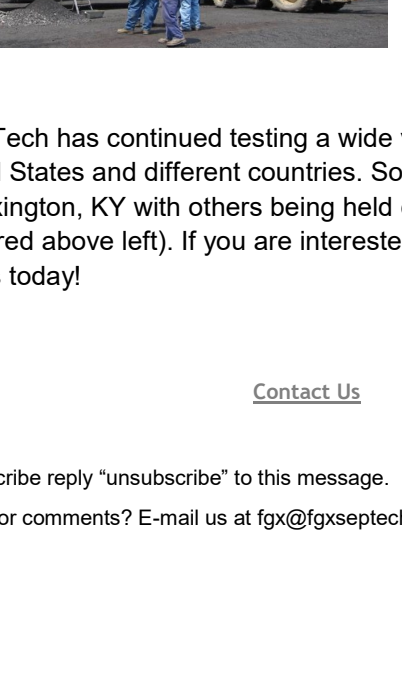 Tech has continued testing a wide
States and different countries. So
xington, KY with others being held
red above left). If you are intereste
today!
Contact Us
cribe reply “unsubscribe” to this message.
or comments? E-mail us at fgx@fgxseptech